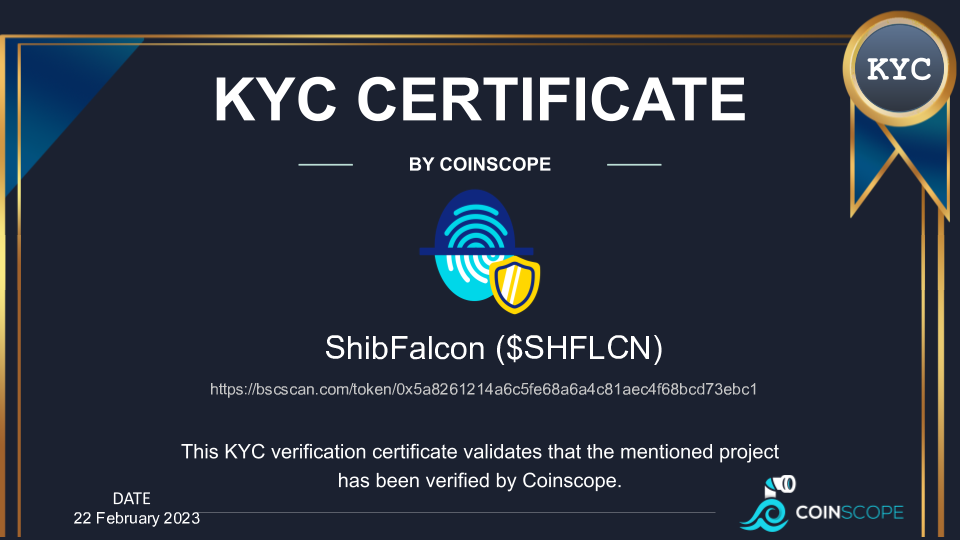 KYC
KYC CERTIFICATE
BY COINSCOPE
ShibFalcon ($SHFLCN)
https://bscscan.com/token/0x5a8261214a6c5fe68a6a4c81aec4f68bcd73ebc1
This KYC verification certificate validates that the mentioned project
has been verified by Coinscope.
DATE
22 February 2023
COINSCOPE